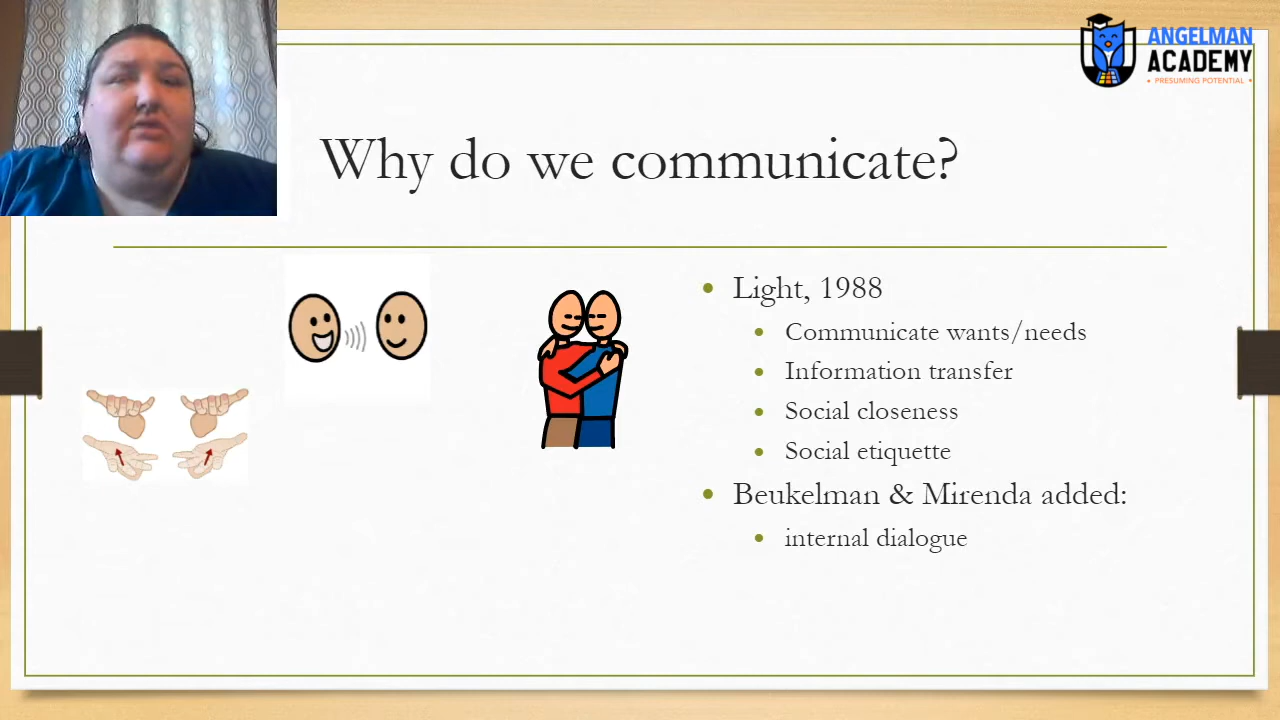 ANGELMAN
ACADEMY
• PRESUMING POTENTIAL •
Why do we communicate?
• Light, 1988
• Communicate wants/needs
• Information transfer
• Social closeness
• Social etiquette
• Beukelman & Mirenda added:
• internal dialogue